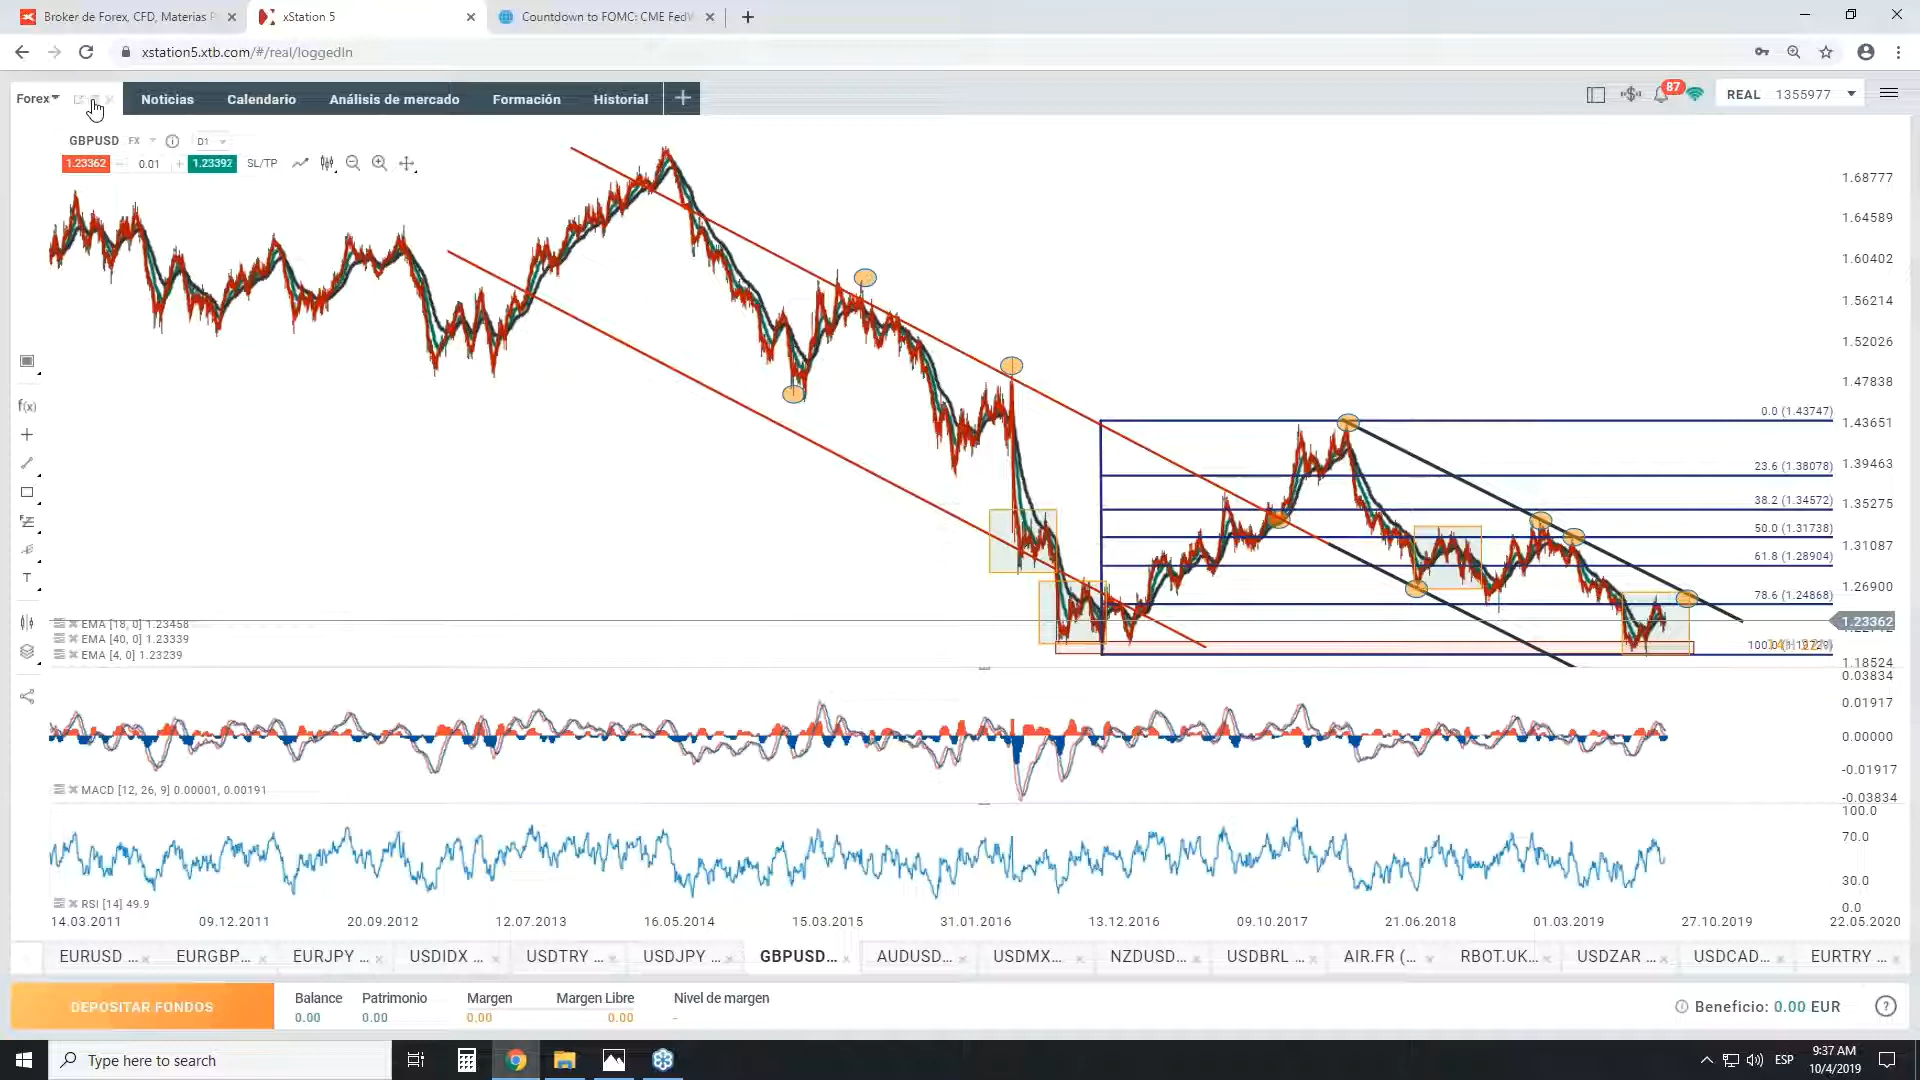 Broker de Forex, CFD, Materias P
xStation 5
Countdown to FOMC: CME FedW
xstation5.xtb.com/#/real/loggedIn
Forex
Noticias
Calendario
Análisis de mercado
Formación
Historial
87
REAL 1355977
GBPUSD FX D1
1.23362 0.01 1.23392 SL/TP
1.68777
1.64589
1.60402
1.56214
1.52026
1.47838
0.0 (1.43747)
1.43651
23.6 (1.38078)
1.39463
38.2 (1.34572)
1.35275
50.0 (1.31738)
1.31087
61.8 (1.28904)
1.26900
78.6 (1.24868)
1.23362
1.18524
EMA [18, 0] 1.23458
EMA [40, 0] 1.23339
EMA [4, 0] 1.23239
f(x)
T
0.03834
0.01917
0.00000
-0.01917
-0.03834
MACD [12, 26, 9] 0.00001, 0.00191
100.0
70.0
30.0
0.0
RSI [14] 49.9
14.03.2011 09.12.2011 20.09.2012 12.07.2013 16.05.2014 15.03.2015 31.01.2016 13.12.2016 09.10.2017 21.06.2018 01.03.2019 27.10.2019 22.05.2020
EURUSD ... EURGBP... EURJPY ... USDIDX ... USDTRY ... USDJPY ... GBPUSD... AUDUSD... USDMX... NZDUSD... USDBRL ... AIR.FR (... RBOT.UK... USDZAR ... USDCAD... EURTRY ...
DEPOSITAR FONDOS
Balance Patrimonio Margen Margen Libre Nivel de margen
0.00 0.00 0.00 0.00 -
Beneficio: 0.00 EUR
Type here to search
ESP
9:37 AM
10/4/2019